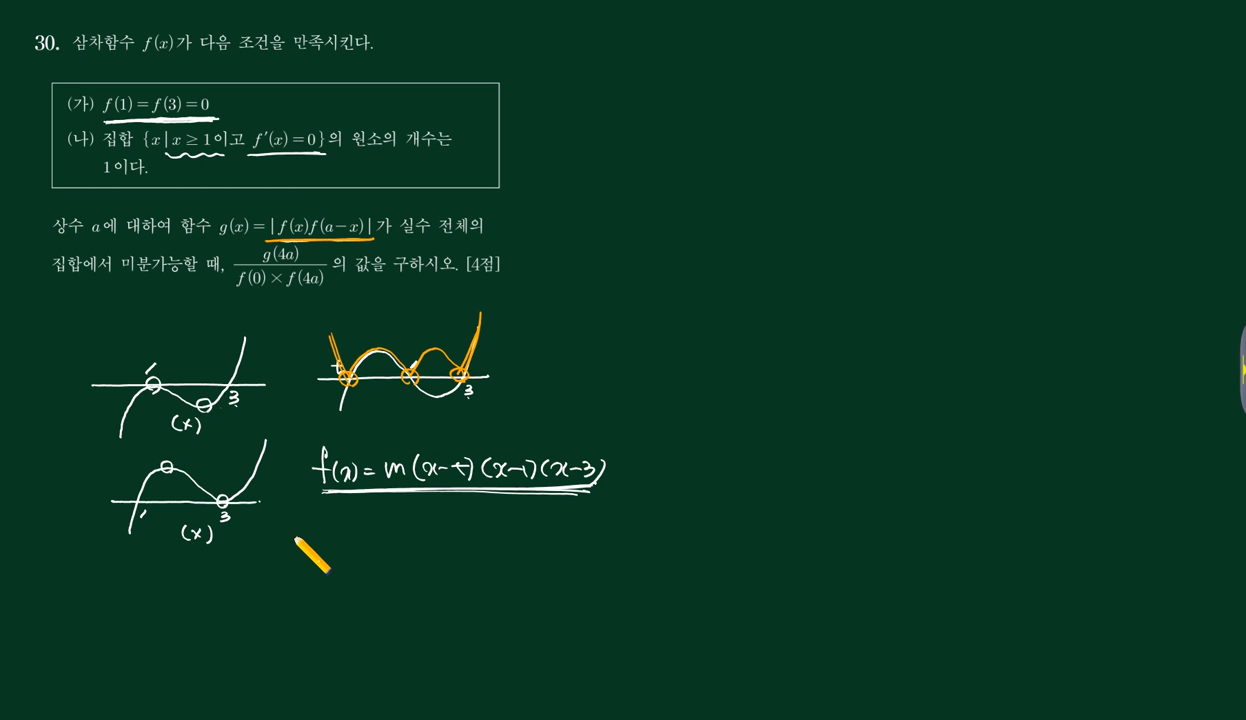 30. 삼차함수 f(x)가 다음 조건을 만족시킨다.
(가) f(1)=f(3)=0
(나) 집합 {x|x≥1이고 f′(x)=0}의 원소의 개수는
1이다.
상수 a에 대하여 함수 g(x)=|f(x)f(a−x)|가 실수 전체의
집합에서 미분가능할 때, g(4a)/(f(0)×f(4a))의 값을 구하시오. [4점]
1
3
(x)
t
1
3
f(x)=m(x-t)(x-1)(x-3)
1
3
(x)